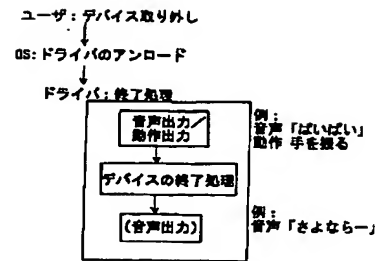 ユーザ：デバイス取り外し
OS：ドライバのアンロード
ドライバ：終了処理
音声出力／
動作出力
例：
音声「ばいばい」
動作 手を振る
デバイスの終了処理
（音声出力）
例：
音声「さよならー」